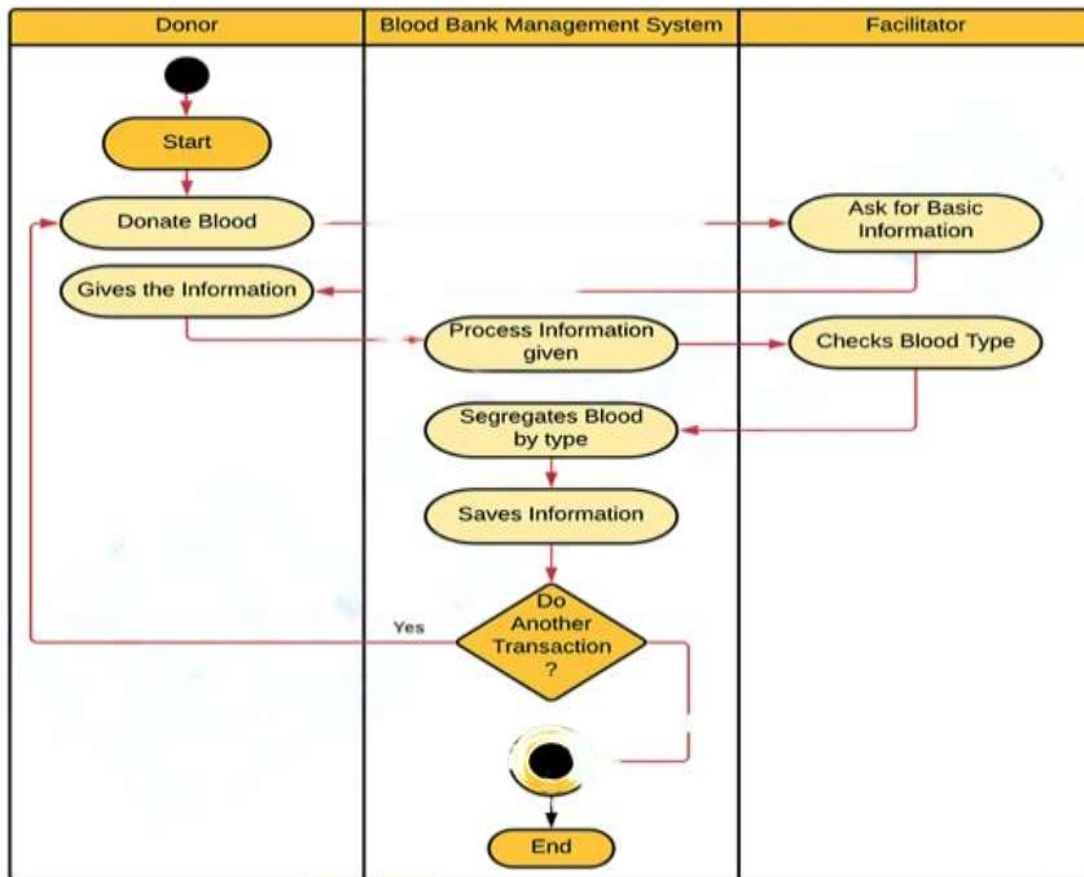 Donor
Blood Bank Management System
Facilitator
Start
Donate Blood
Ask for Basic
Information
Gives the Information
Process Information
given
Checks Blood Type
Segregates Blood
by type
Saves Information
Do
Another
Transaction
?
Yes
End